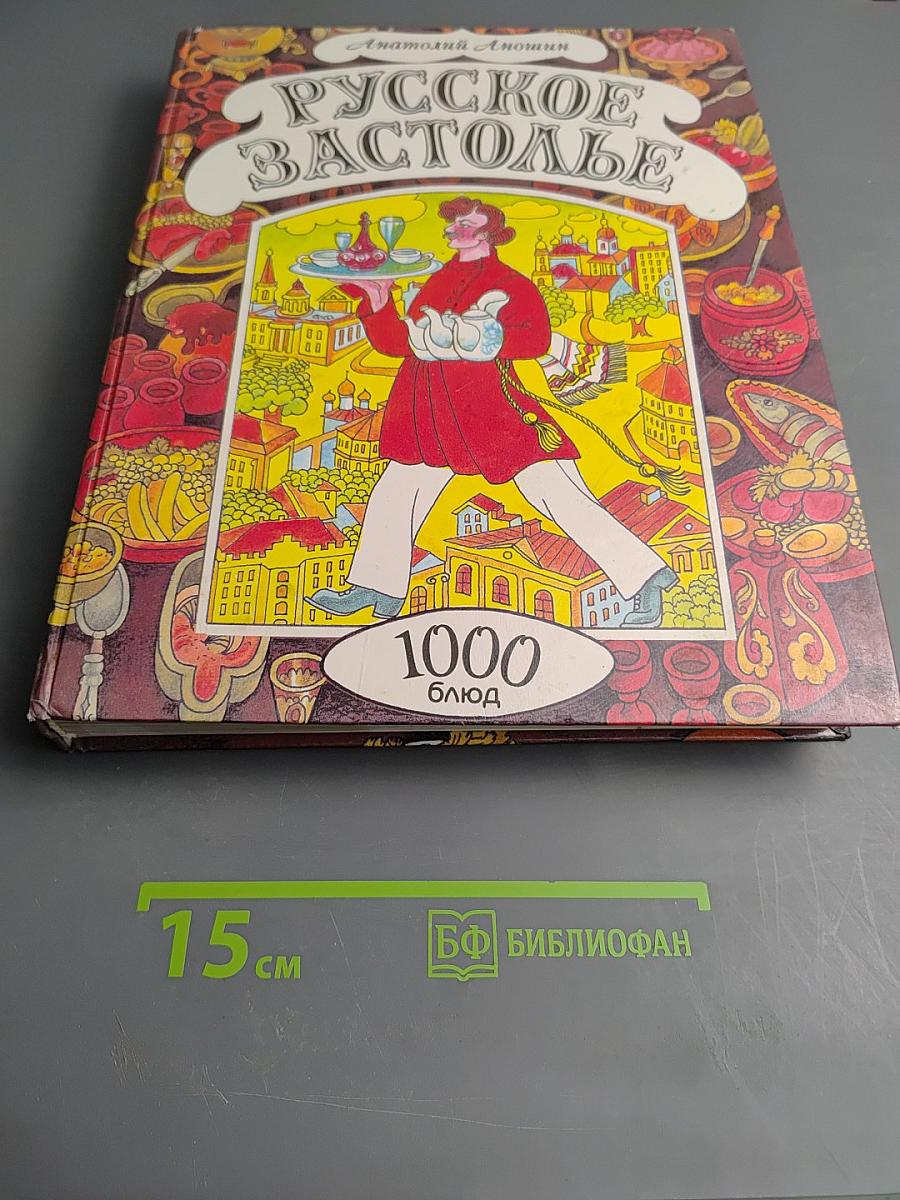 Анатолий Аношин
РУССКОЕ
ЗАСТОЛЬЕ
1000
блюд
15 см
БФ БИБЛИОФАН